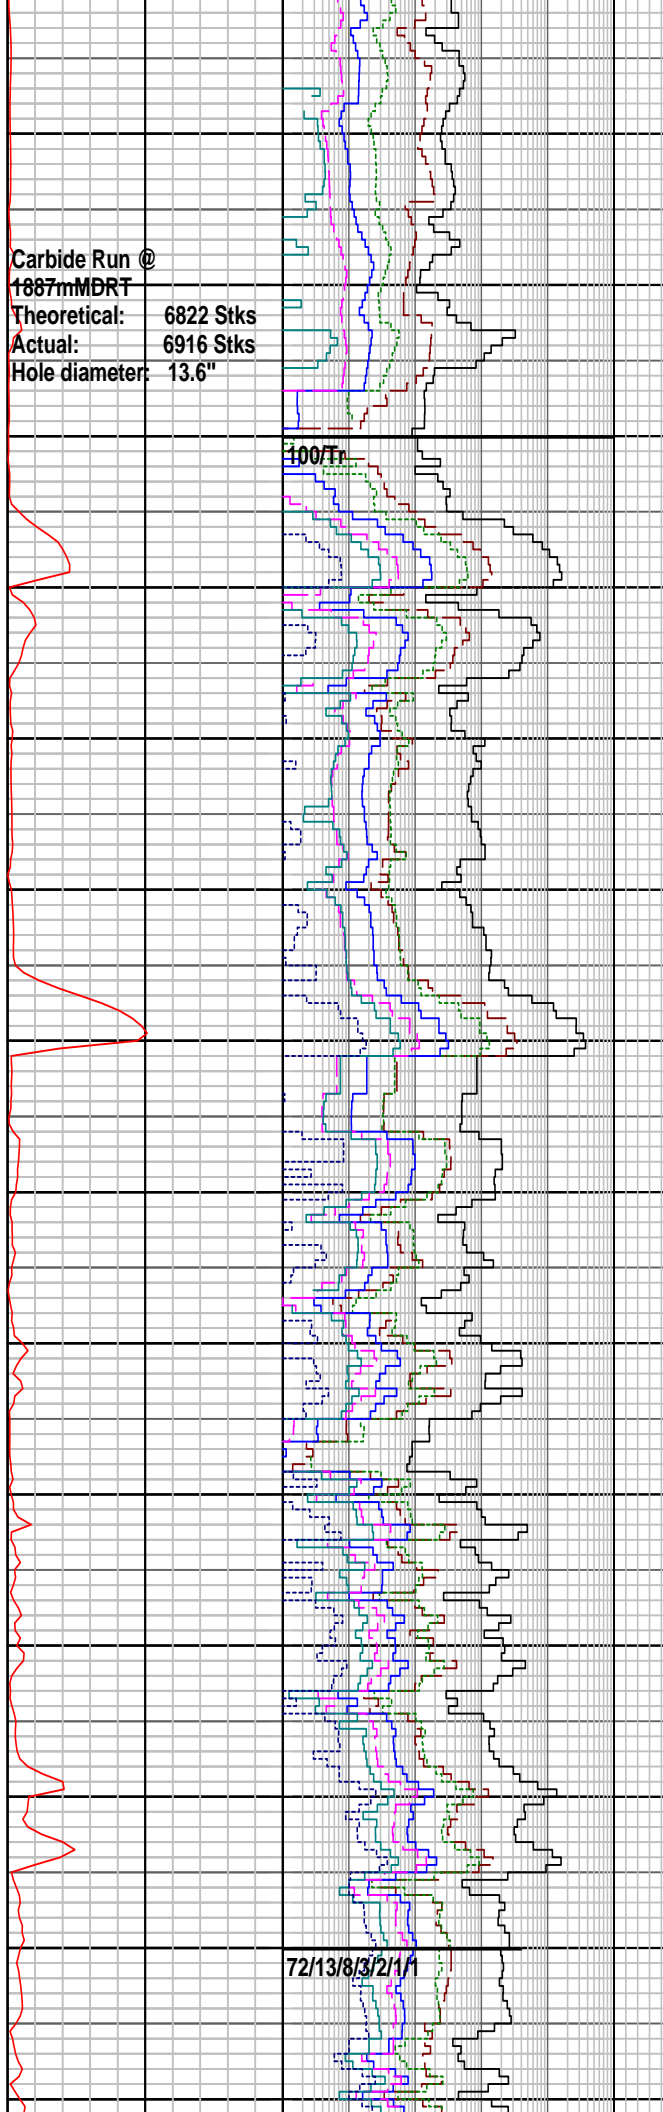 Carbide Run @
1887mMDRT
Theoretical: 6822 Stks
Actual: 6916 Stks
Hole diameter: 13.6"
100/Tr
72/13/8/3/2/1/1